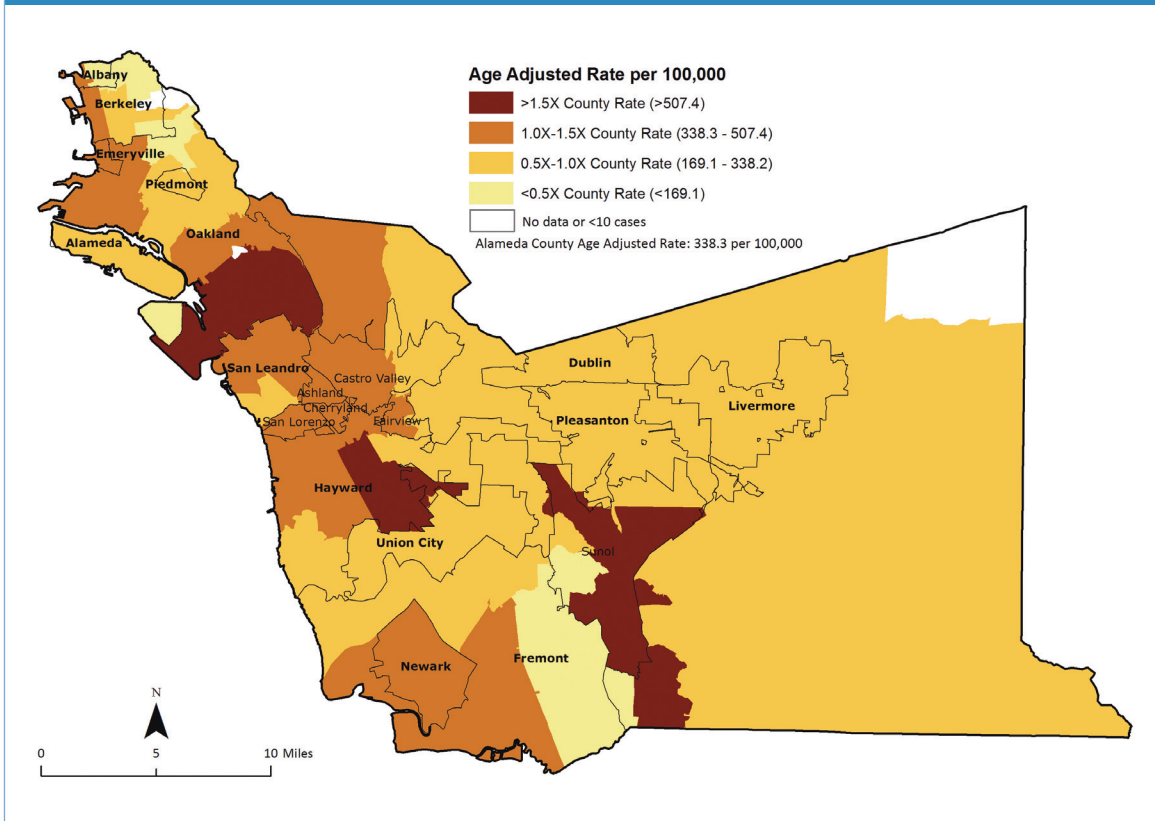 Age Adjusted Rate per 100,000
>1.5X County Rate (>507.4)
1.0X-1.5X County Rate (338.3 - 507.4)
0.5X-1.0X County Rate (169.1 - 338.2)
<0.5X County Rate (<169.1)
No data or <10 cases
Alameda County Age Adjusted Rate: 338.3 per 100,000
Albany
Berkeley
Emeryville
Piedmont
Oakland
Alameda
San Leandro
Castro Valley
Ashland
Cherryland
San Lorenzo
Fairview
Dublin
Pleasanton
Livermore
Hayward
Union City
Sunol
Newark
Fremont
N
0 5 10 Miles